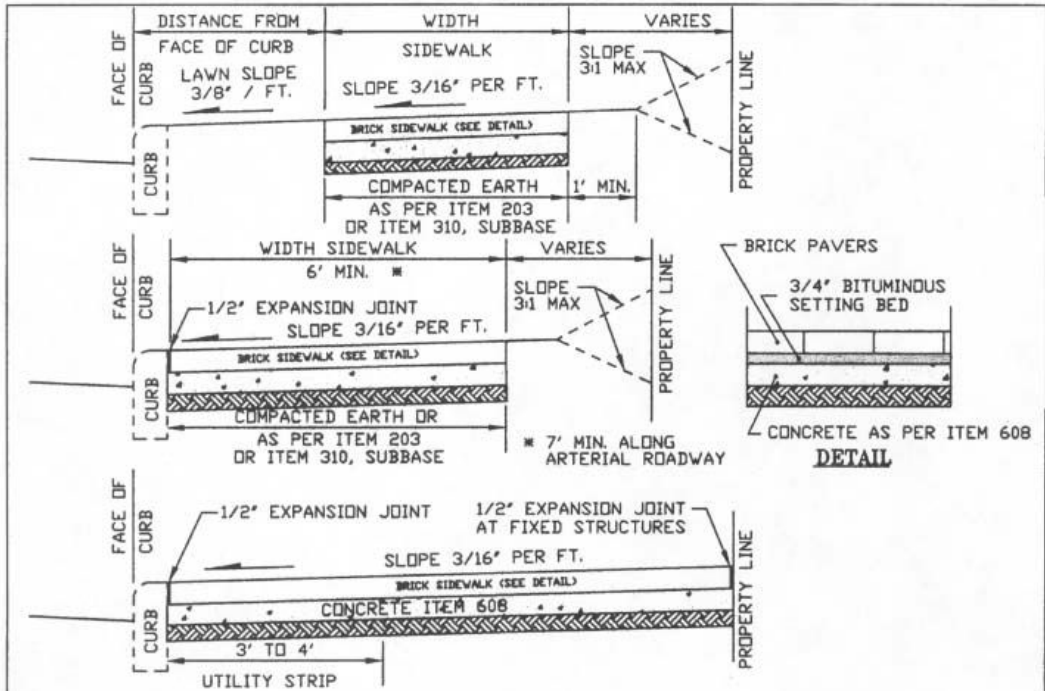 DISTANCE FROM
FACE OF CURB
WIDTH
SIDEWALK
VARIES
FACE OF
CURB
LAWN SLOPE
3/8" / FT.
SLOPE 3/16" PER FT.
SLOPE
3:1 MAX
PROPERTY LINE
BRICK SIDEWALK (SEE DETAIL)
CURB
COMPACTED EARTH
AS PER ITEM 203
OR ITEM 310, SUBBASE
1' MIN.
FACE OF
CURB
WIDTH SIDEWALK
6' MIN. *
VARIES
1/2" EXPANSION JOINT
SLOPE 3/16" PER FT.
SLOPE
3:1 MAX
PROPERTY LINE
BRICK SIDEWALK (SEE DETAIL)
CURB
COMPACTED EARTH OR
AS PER ITEM 203
OR ITEM 310, SUBBASE
* 7' MIN. ALONG
ARTERIAL ROADWAY
BRICK PAVERS
3/4" BITUMINOUS
SETTING BED
CONCRETE AS PER ITEM 608
DETAIL
FACE OF
CURB
1/2" EXPANSION JOINT
1/2" EXPANSION JOINT
AT FIXED STRUCTURES
SLOPE 3/16" PER FT.
PROPERTY LINE
BRICK SIDEWALK (SEE DETAIL)
CONCRETE ITEM 608
CURB
3' TO 4'
UTILITY STRIP